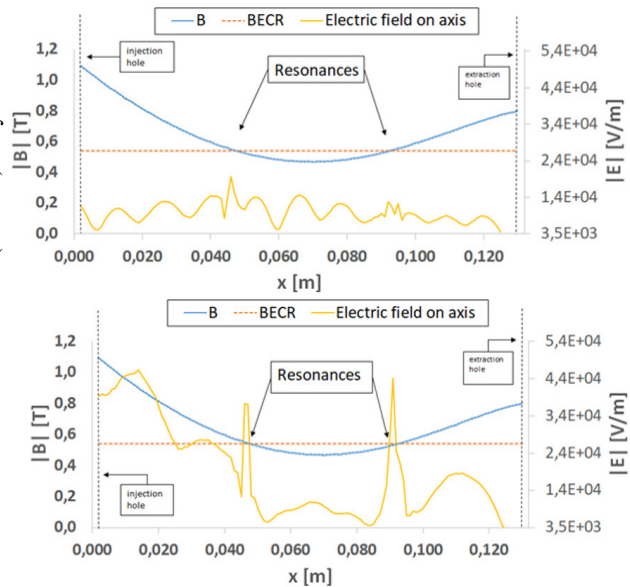 B BECR Electric field on axis
1,2 5,4E+04
1,0 4,4E+04
0,8 3,4E+04
0,6 2,4E+04
0,4 1,4E+04
0,2 3,5E+03
0,0
|B| [T]
|E| [V/m]
injection
hole
Resonances
extraction
hole
0,000 0,020 0,040 0,060 0,080 0,100 0,120
x [m]
B BECR Electric field on axis
1,2 5,4E+04
1,0 4,4E+04
0,8 3,4E+04
0,6 2,4E+04
0,4 1,4E+04
0,2 3,5E+03
0,0
|B| [T]
|E| [V/m]
extraction
hole
Resonances
injection
hole
0,000 0,020 0,040 0,060 0,080 0,100 0,120
x [m]